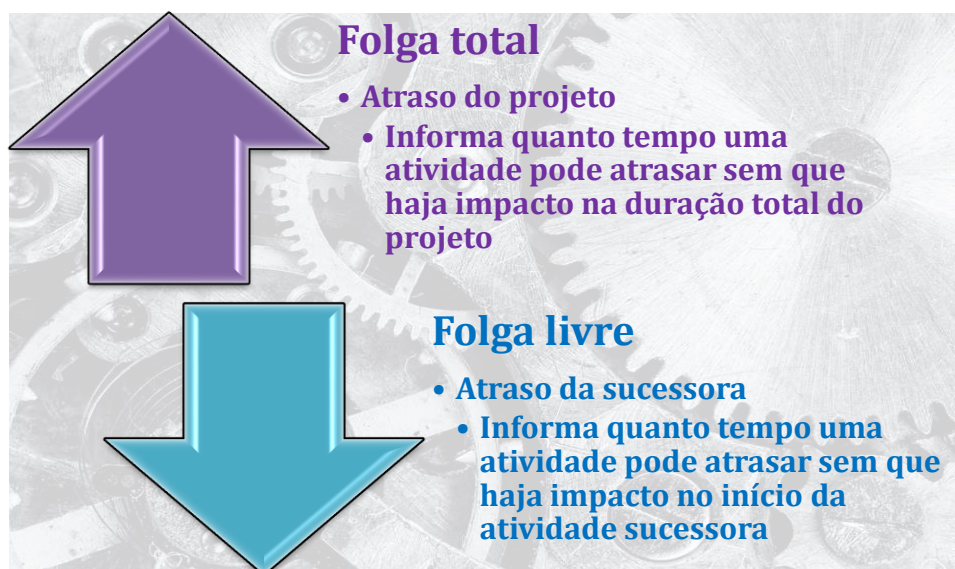 Folga total
• Atraso do projeto
• Informa quanto tempo uma
atividade pode atrasar sem que
haja impacto na duração total do
projeto
Folga livre
• Atraso da sucessora
• Informa quanto tempo uma
atividade pode atrasar sem que
haja impacto no início da
atividade sucessora